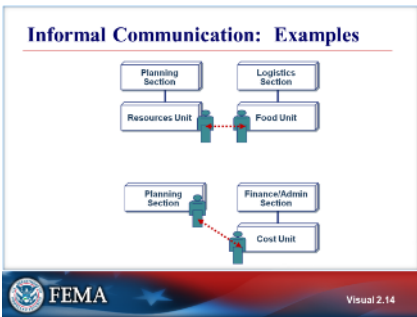 Informal Communication: Examples
Planning
Section
Logistics
Section
Resources Unit
Food Unit
Planning
Section
Finance/Admin
Section
Cost Unit
FEMA
Visual 2.14